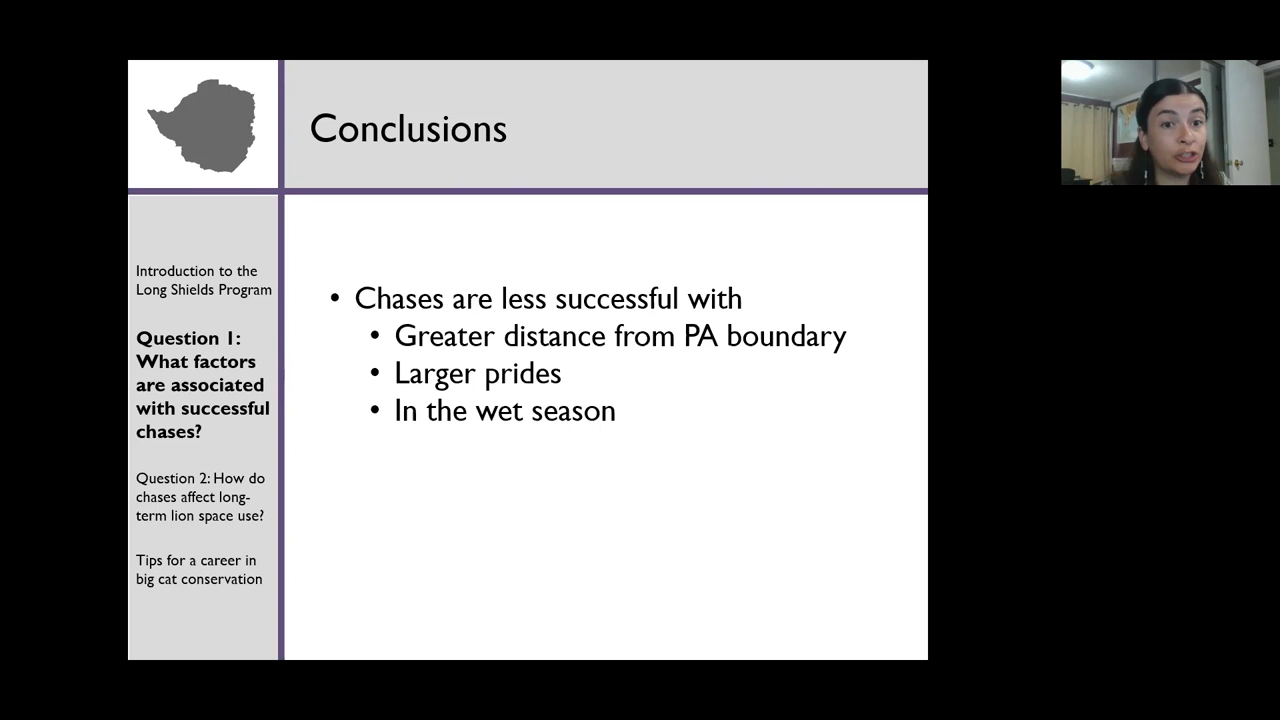 Conclusions
Introduction to the
Long Shields Program
Question 1:
What factors
are associated
with successful
chases?
Question 2: How do
chases affect long-
term lion space use?
Tips for a career in
big cat conservation
• Chases are less successful with
• Greater distance from PA boundary
• Larger prides
• In the wet season